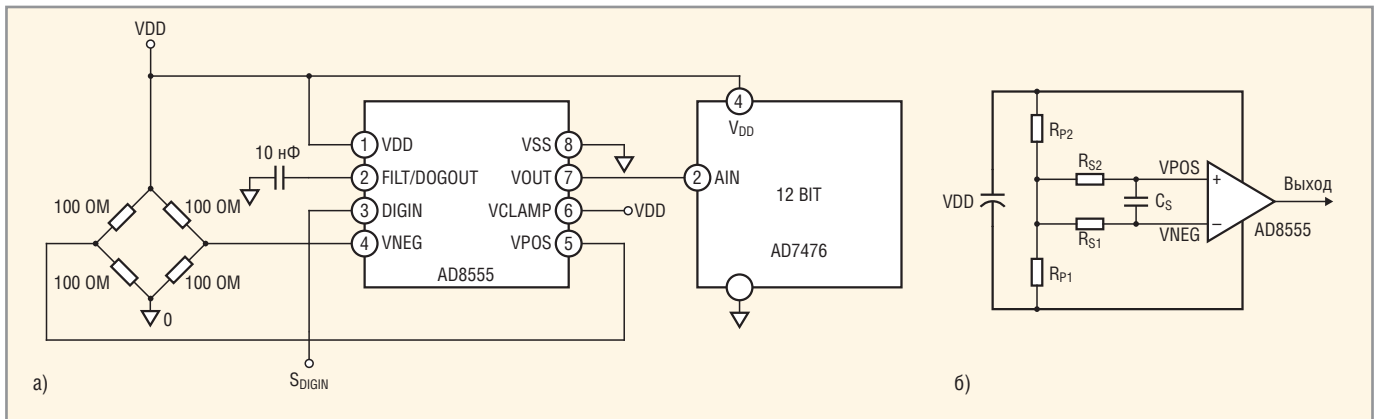 VDD
10 нФ
100 ОМ
100 ОМ
100 ОМ
100 ОМ
0
1 VDD
2 FILT/DOGOUT
3 DIGIN
4 VNEG
VSS 8
VOUT 7
VCLAMP 6
VPOS 5
AD8555
VDD
S_DIGIN
4
V_DD
2 AIN
12 BIT
AD7476
а)
VDD
R_P2
R_S2
VPOS
C_S
R_S1
VNEG
R_P1
+
–
AD8555
Выход
б)